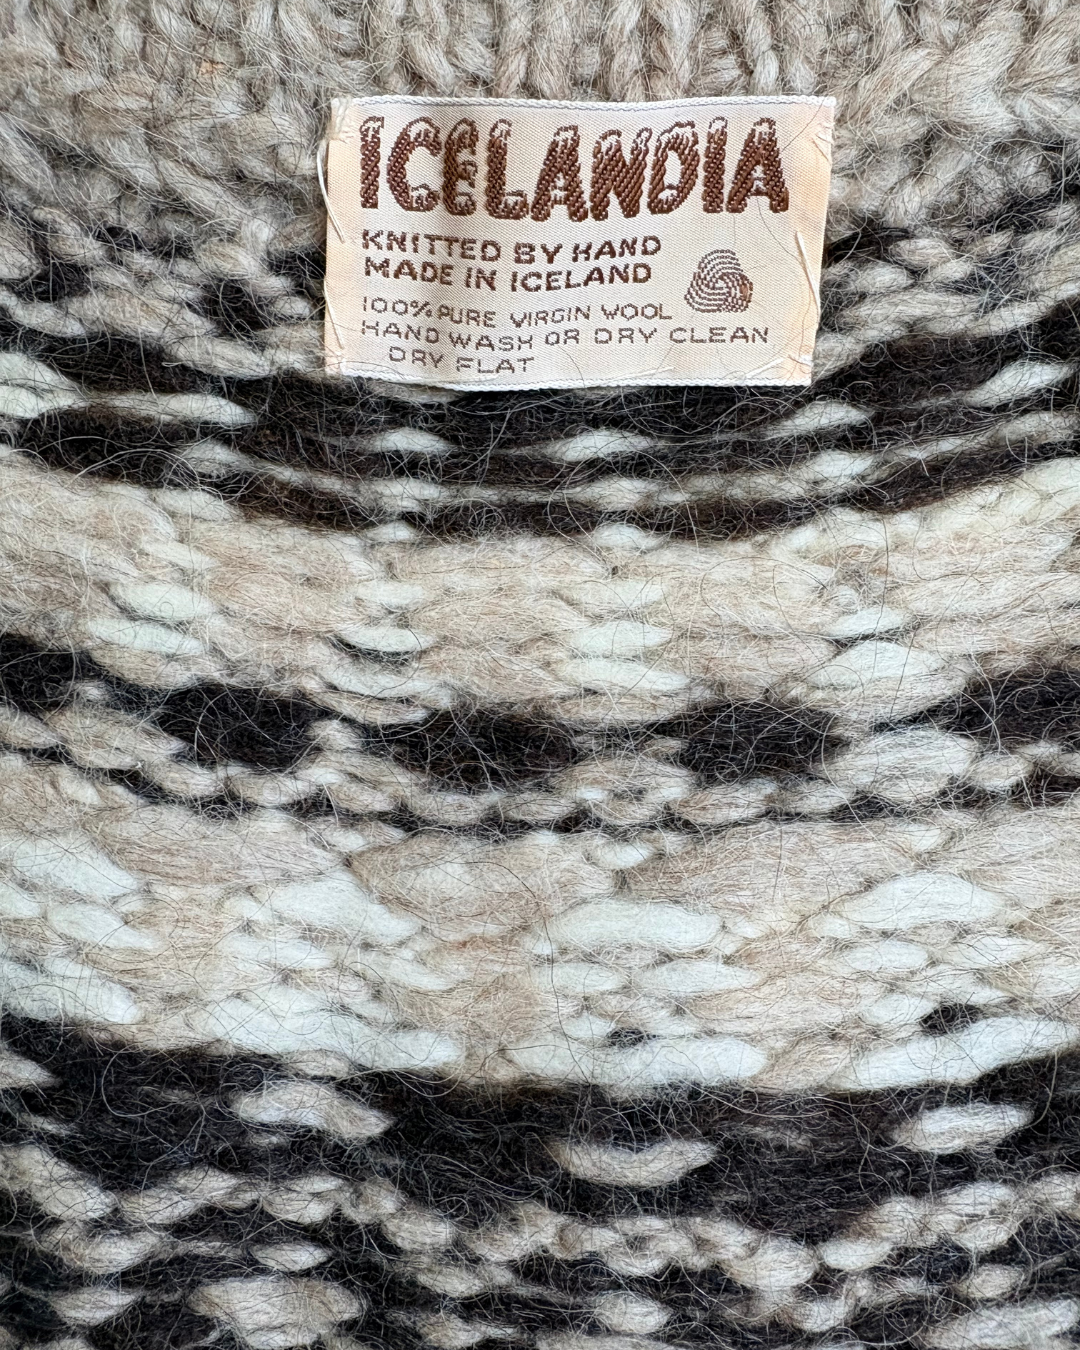 ICELANDIA
KNITTED BY HAND
MADE IN ICELAND
100% PURE VIRGIN WOOL
HAND WASH OR DRY CLEAN
DRY FLAT